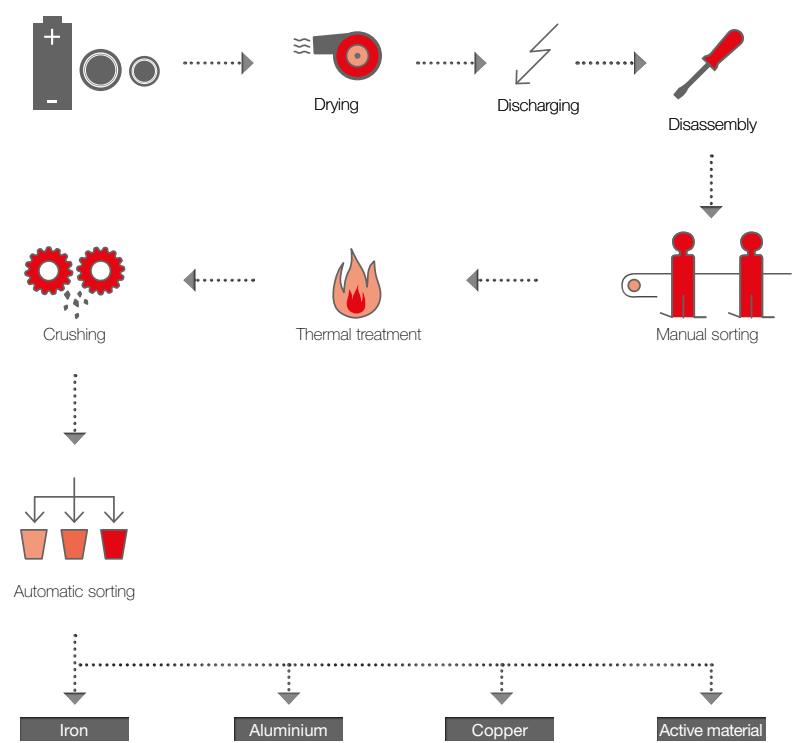 Drying
Discharging
Disassembly
Crushing
Thermal treatment
Manual sorting
Automatic sorting
Iron
Aluminium
Copper
Active material